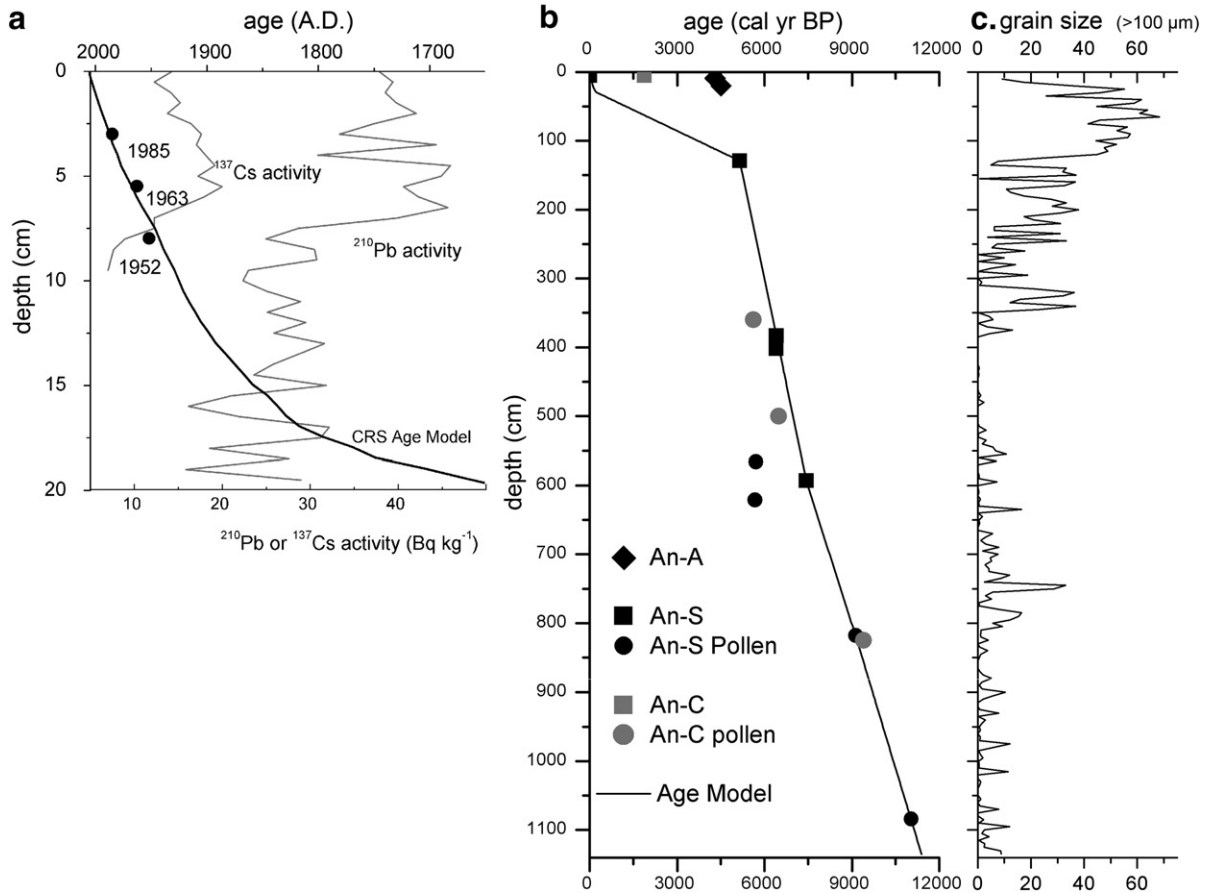 a
age (A.D.)
2000 1900 1800 1700
0
5
10
15
20
depth (cm)
1985
1963
1952
137Cs activity
210Pb activity
CRS Age Model
10 20 30 40
210Pb or 137Cs activity (Bq kg-1)
b
age (cal yr BP)
0 3000 6000 9000 12000
0
100
200
300
400
500
600
700
800
900
1000
1100
depth (cm)
An-A
An-S
An-S Pollen
An-C
An-C pollen
Age Model
0 3000 6000 9000 12000
c. grain size (>100 µm)
0 20 40 60
0 20 40 60